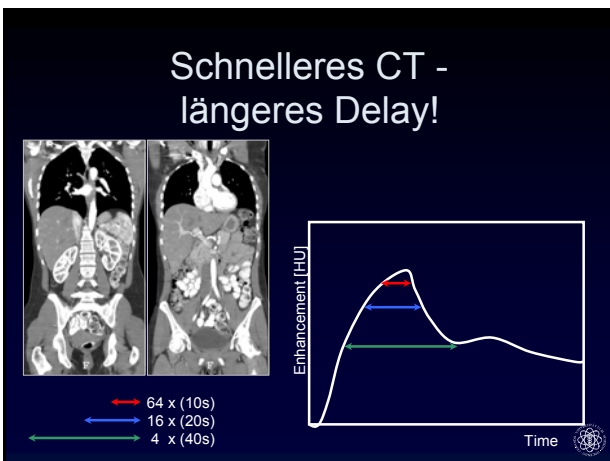 Schnelleres CT -
längeres Delay!
F
F
64 x (10s)
16 x (20s)
4 x (40s)
Enhancement [HU]
Time